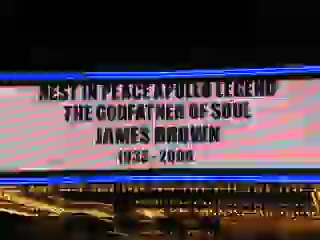 REST IN PEACE APOLLO LEGEND
THE GODFATHER OF SOUL
JAMES BROWN
1933 - 2006